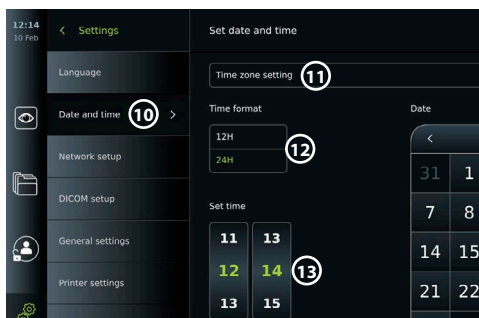 12:14
10 Feb
Settings
Language
Date and time 10
Network setup
DICOM setup
General settings
Printer settings
Set date and time
Time zone setting 11
Time format
12H
24H
12
Set time
11 13
12 14
13 15
13
Date
31 1
7 8
14 15
21 22